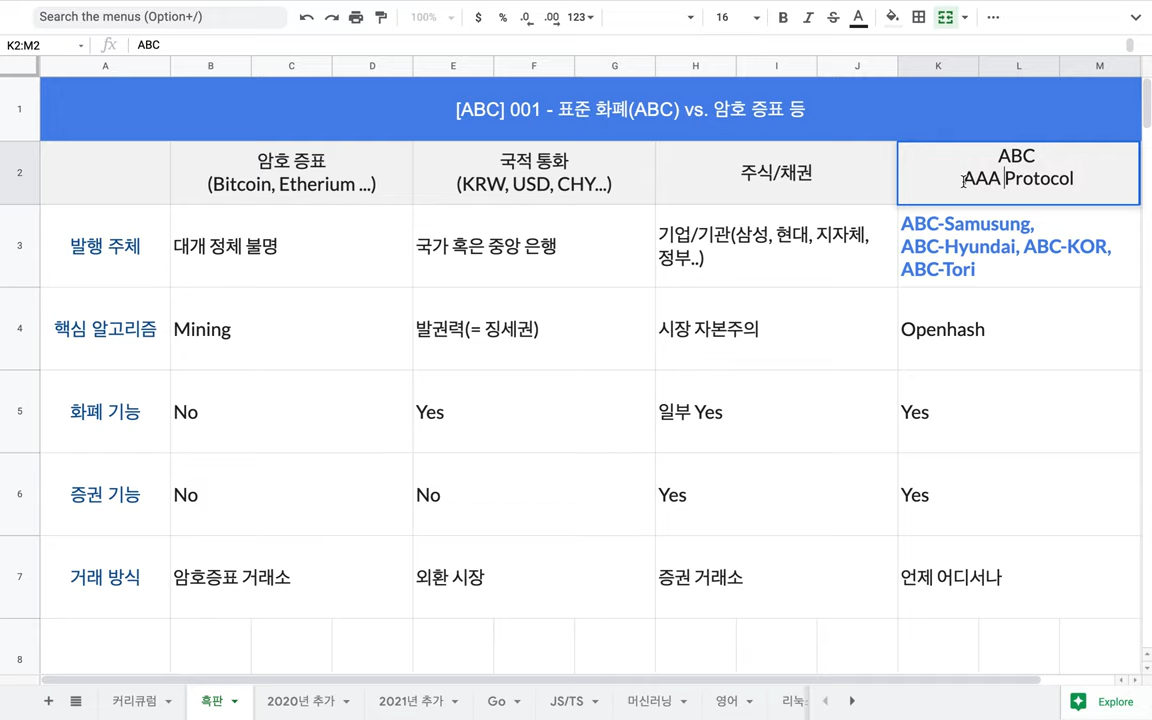 Search the menus (Option+/)
100%
$ % .0 .00 123
16
B I S A
K2:M2
fx ABC
A B C D E F G H I J K L M
1
[ABC] 001 - 표준 화폐(ABC) vs. 암호 증표 등
2
암호 증표
(Bitcoin, Etherium ...)
국적 통화
(KRW, USD, CHY...)
주식/채권
ABC
AAA Protocol
3
발행 주체
대개 정체 불명
국가 혹은 중앙 은행
기업/기관(삼성, 현대, 지자체,
정부..)
ABC-Samusung,
ABC-Hyundai, ABC-KOR,
ABC-Tori
4
핵심 알고리즘
Mining
발권력(= 징세권)
시장 자본주의
Openhash
5
화폐 기능
No
Yes
일부 Yes
Yes
6
증권 기능
No
No
Yes
Yes
7
거래 방식
암호증표 거래소
외환 시장
증권 거래소
언제 어디서나
8
커리큘럼
흑판
2020년 추가
2021년 추가
Go
JS/TS
머신러닝
영어
리눅
Explore